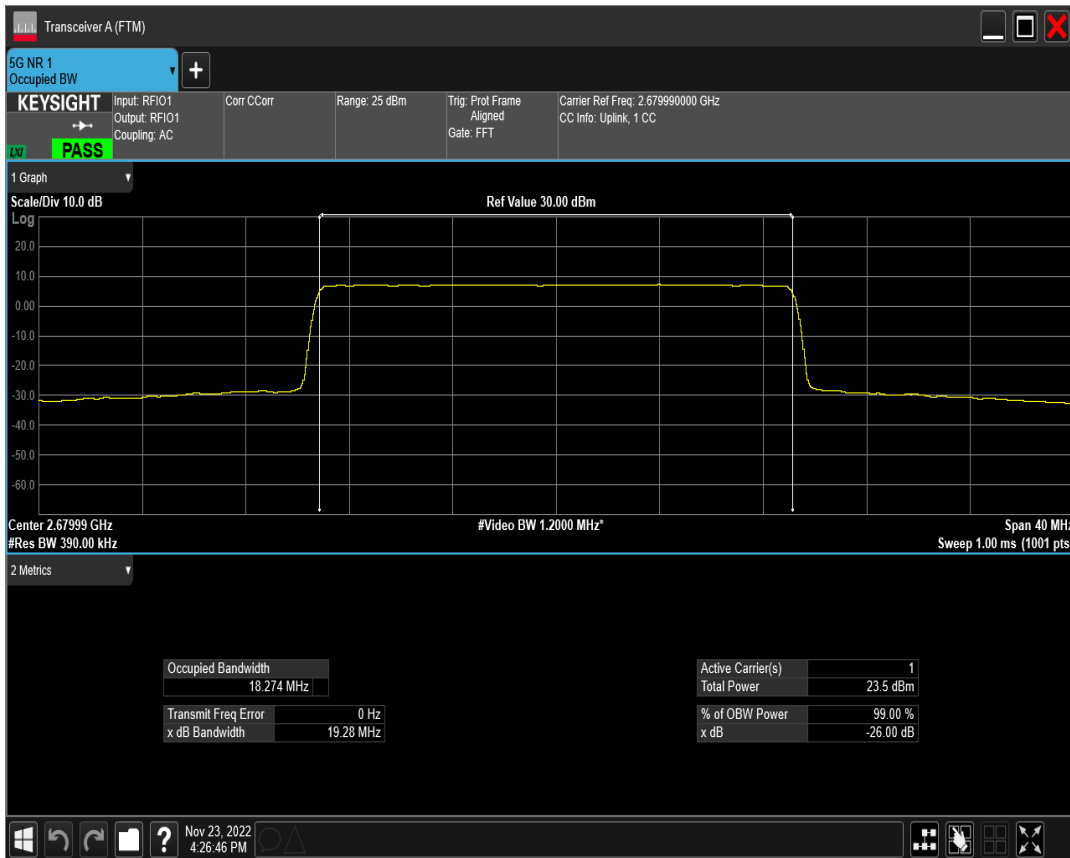 Transceiver A (FTM)
5G NR 1
Occupied BW
+
KEYSIGHT
LXI
PASS
Input: RFIO1
Output: RFIO1
Coupling: AC
Corr CCorr
Range: 25 dBm
Trig: Prot Frame
Aligned
Gate: FFT
Carrier Ref Freq: 2.679990000 GHz
CC Info: Uplink, 1 CC
1 Graph
Scale/Div 10.0 dB
Ref Value 30.00 dBm
Log
20.0
10.0
0.00
-10.0
-20.0
-30.0
-40.0
-50.0
-60.0
Center 2.67999 GHz
#Video BW 1.2000 MHz*
Span 40 MHz
#Res BW 390.00 kHz
Sweep 1.00 ms (1001 pts
2 Metrics
Occupied Bandwidth
18.274 MHz
Transmit Freq Error 0 Hz
x dB Bandwidth 19.28 MHz
Active Carrier(s) 1
Total Power 23.5 dBm
% of OBW Power 99.00 %
x dB -26.00 dB
?
Nov 23, 2022
4:26:46 PM